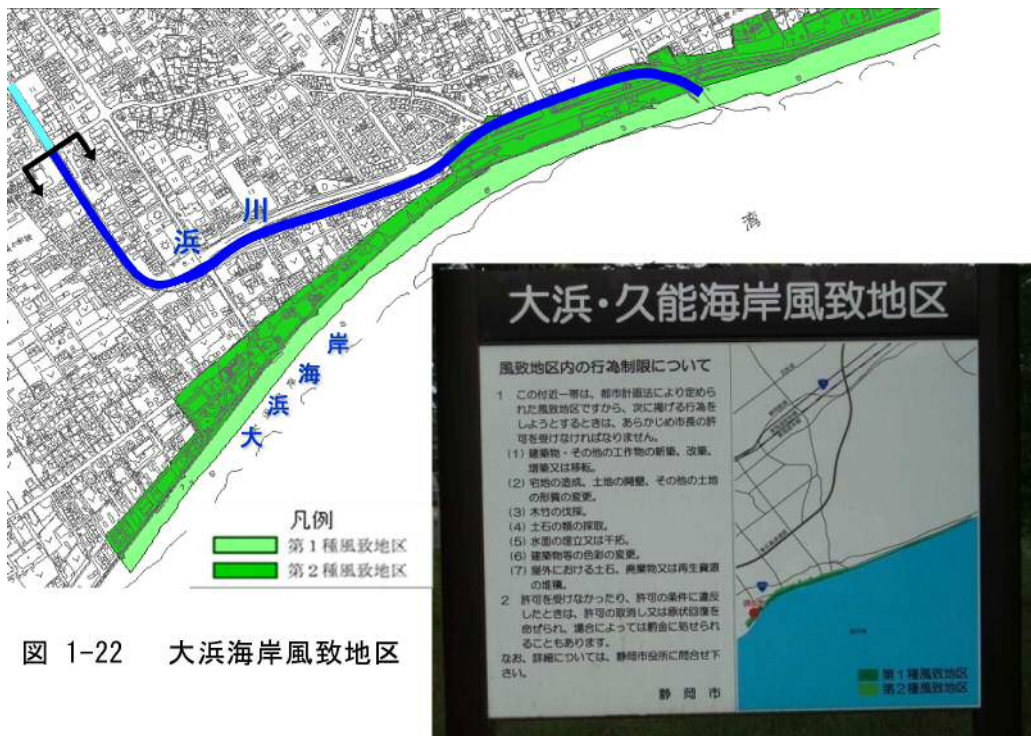 浜川
湾
大浜海岸
凡例
第1種風致地区
第2種風致地区
図 1-22 大浜海岸風致地区
大浜・久能海岸風致地区
風致地区内の行為制限について
1 この付近一帯は、都市計画法により定めら
れた風致地区ですから、次に掲げる行為を
しようとするときは、あらかじめ市長の許
可を受けなければなりません。
(1) 建築物・その他の工作物の新築、改築、
増築又は移転。
(2) 宅地の造成、土地の開墾、その他の土地
の形質の変更。
(3) 木竹の伐採。
(4) 土石の類の採取。
(5) 水面の埋立又は干拓。
(6) 建築物等の色彩の変更。
(7) 屋外における土石、廃棄物又は再生資源
の堆積。
2 許可を受けなかったり、許可の条件に違反
したときは、許可の取消し又は原状回復を
命ぜられ、場合によっては罰金に処せられ
ることもあります。
なお、詳細については、静岡市役所に問合せ下
さい。
静岡市
第1種風致地区
第2種風致地区